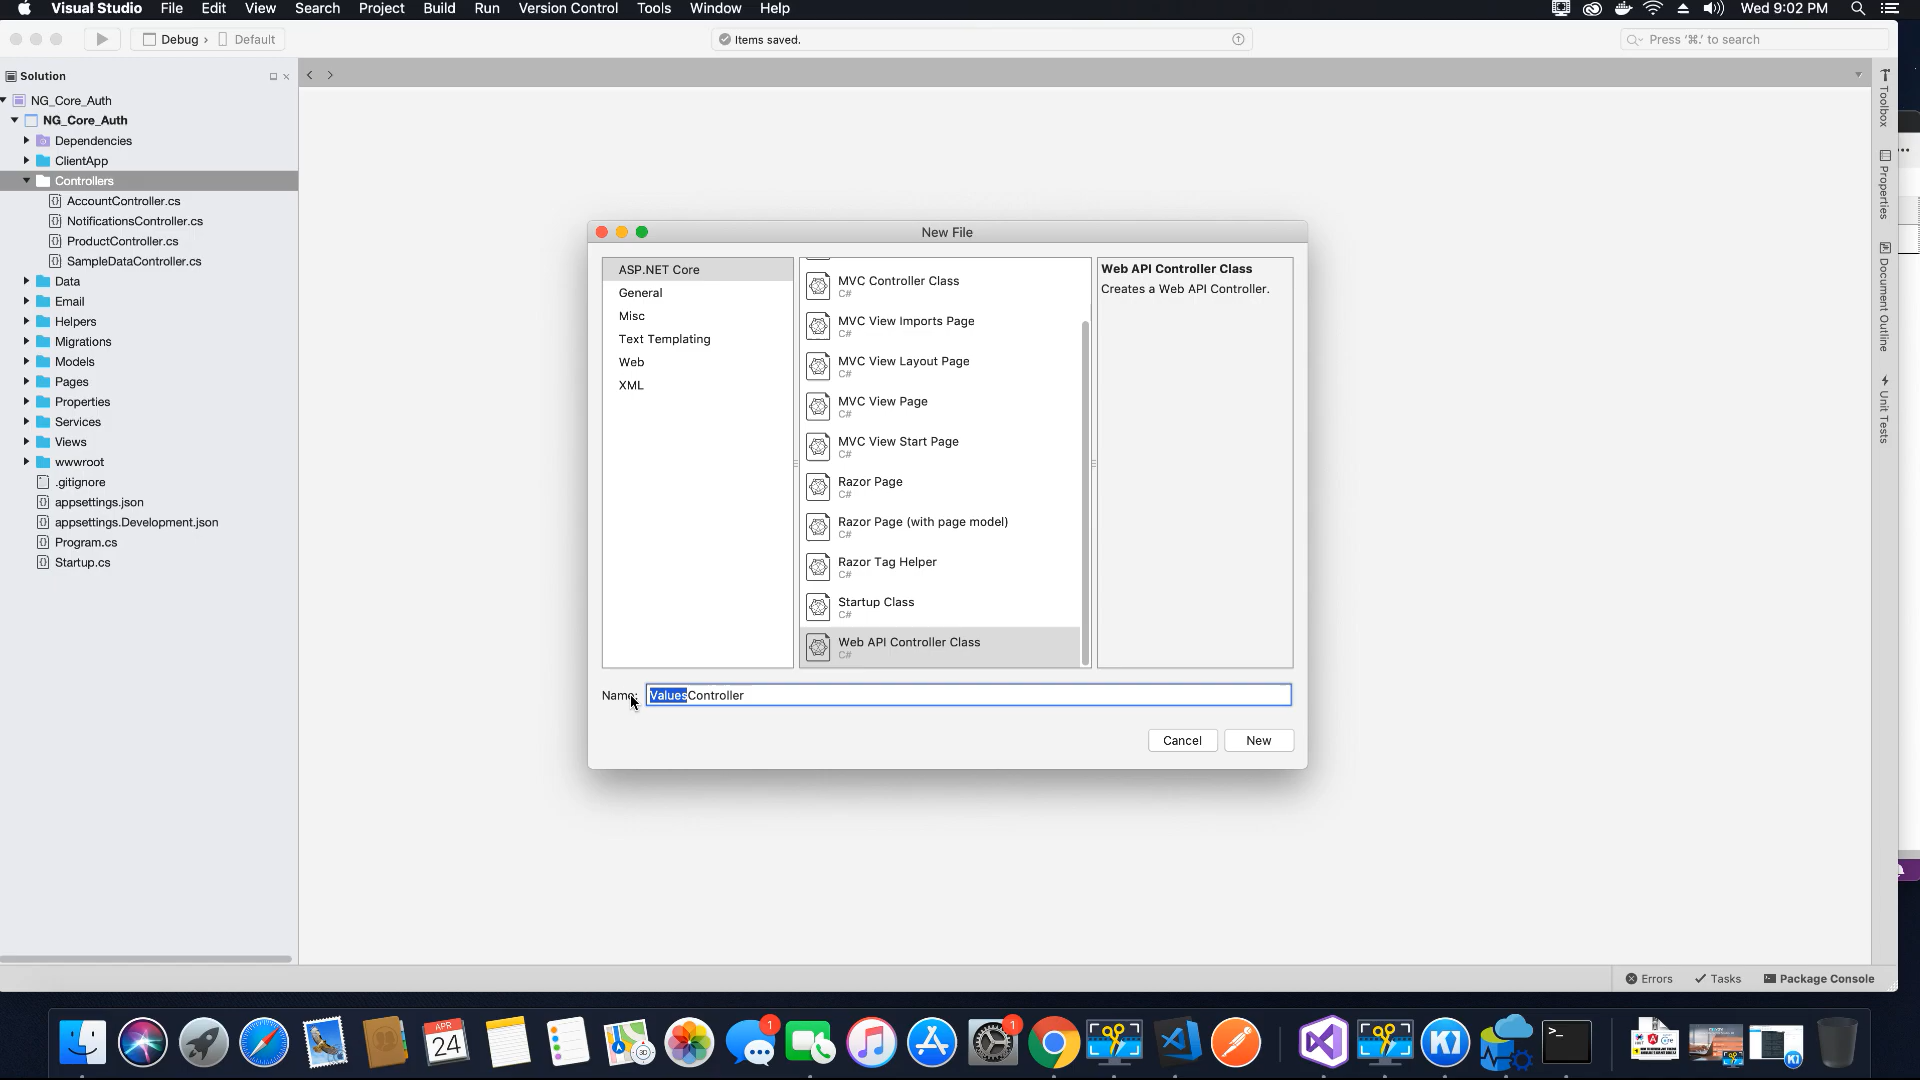 Visual Studio File Edit View Search Project Build Run Version Control Tools Window Help Wed 9:02 PM
Debug › Default
Items saved.
Press '⌘.' to search
Solution
NG_Core_Auth
NG_Core_Auth
Dependencies
ClientApp
Controllers
AccountController.cs
NotificationsController.cs
ProductController.cs
SampleDataController.cs
Data
Email
Helpers
Migrations
Models
Pages
Properties
Services
Views
wwwroot
.gitignore
appsettings.json
appsettings.Development.json
Program.cs
Startup.cs
New File
ASP.NET Core
General
Misc
Text Templating
Web
XML
MVC Controller Class
C#
MVC View Imports Page
C#
MVC View Layout Page
C#
MVC View Page
C#
MVC View Start Page
C#
Razor Page
C#
Razor Page (with page model)
C#
Razor Tag Helper
C#
Startup Class
C#
Web API Controller Class
C#
Web API Controller Class
Creates a Web API Controller.
Name: ValuesController
Cancel New
Toolbox
Properties
Document Outline
Unit Tests
Errors Tasks Package Console
APR
24
1
1